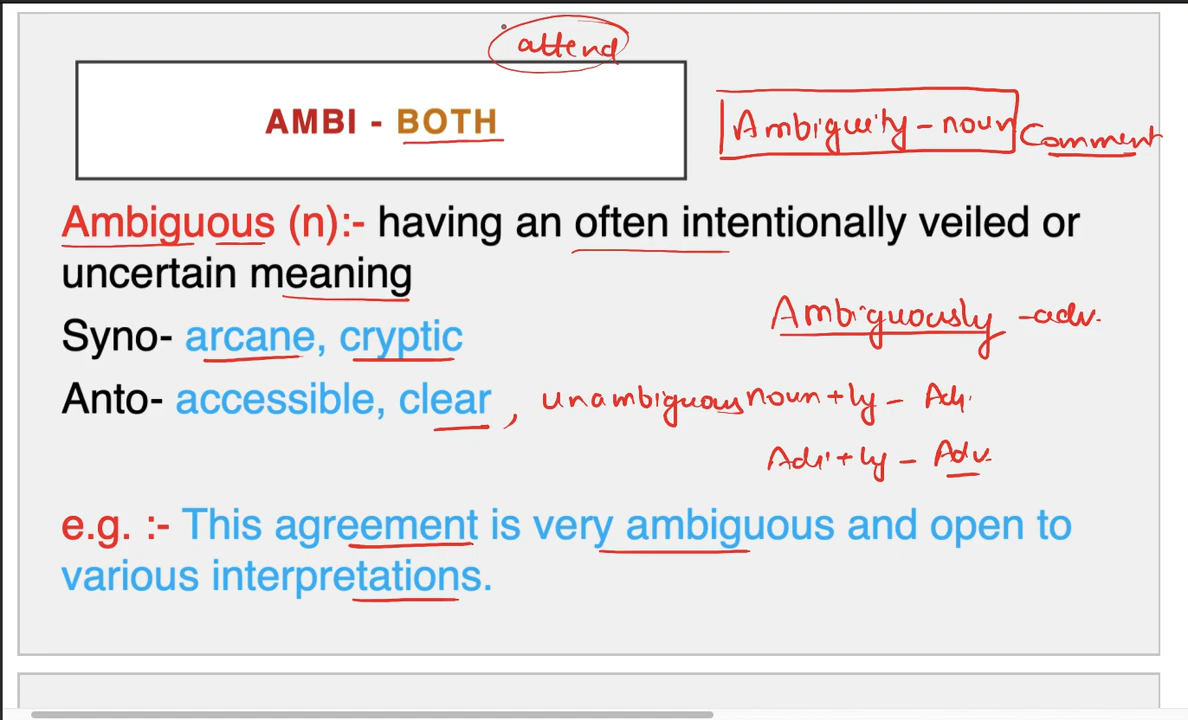 attend
AMBI - BOTH
Ambiguity - noun
Comment
Ambiguous (n):- having an often intentionally veiled or
uncertain meaning
Ambiguously - adv.
Syno- arcane, cryptic
Anto- accessible, clear , unambiguous noun + ly - Adj.
Adj + ly - Adv.
e.g. :- This agreement is very ambiguous and open to
various interpretations.